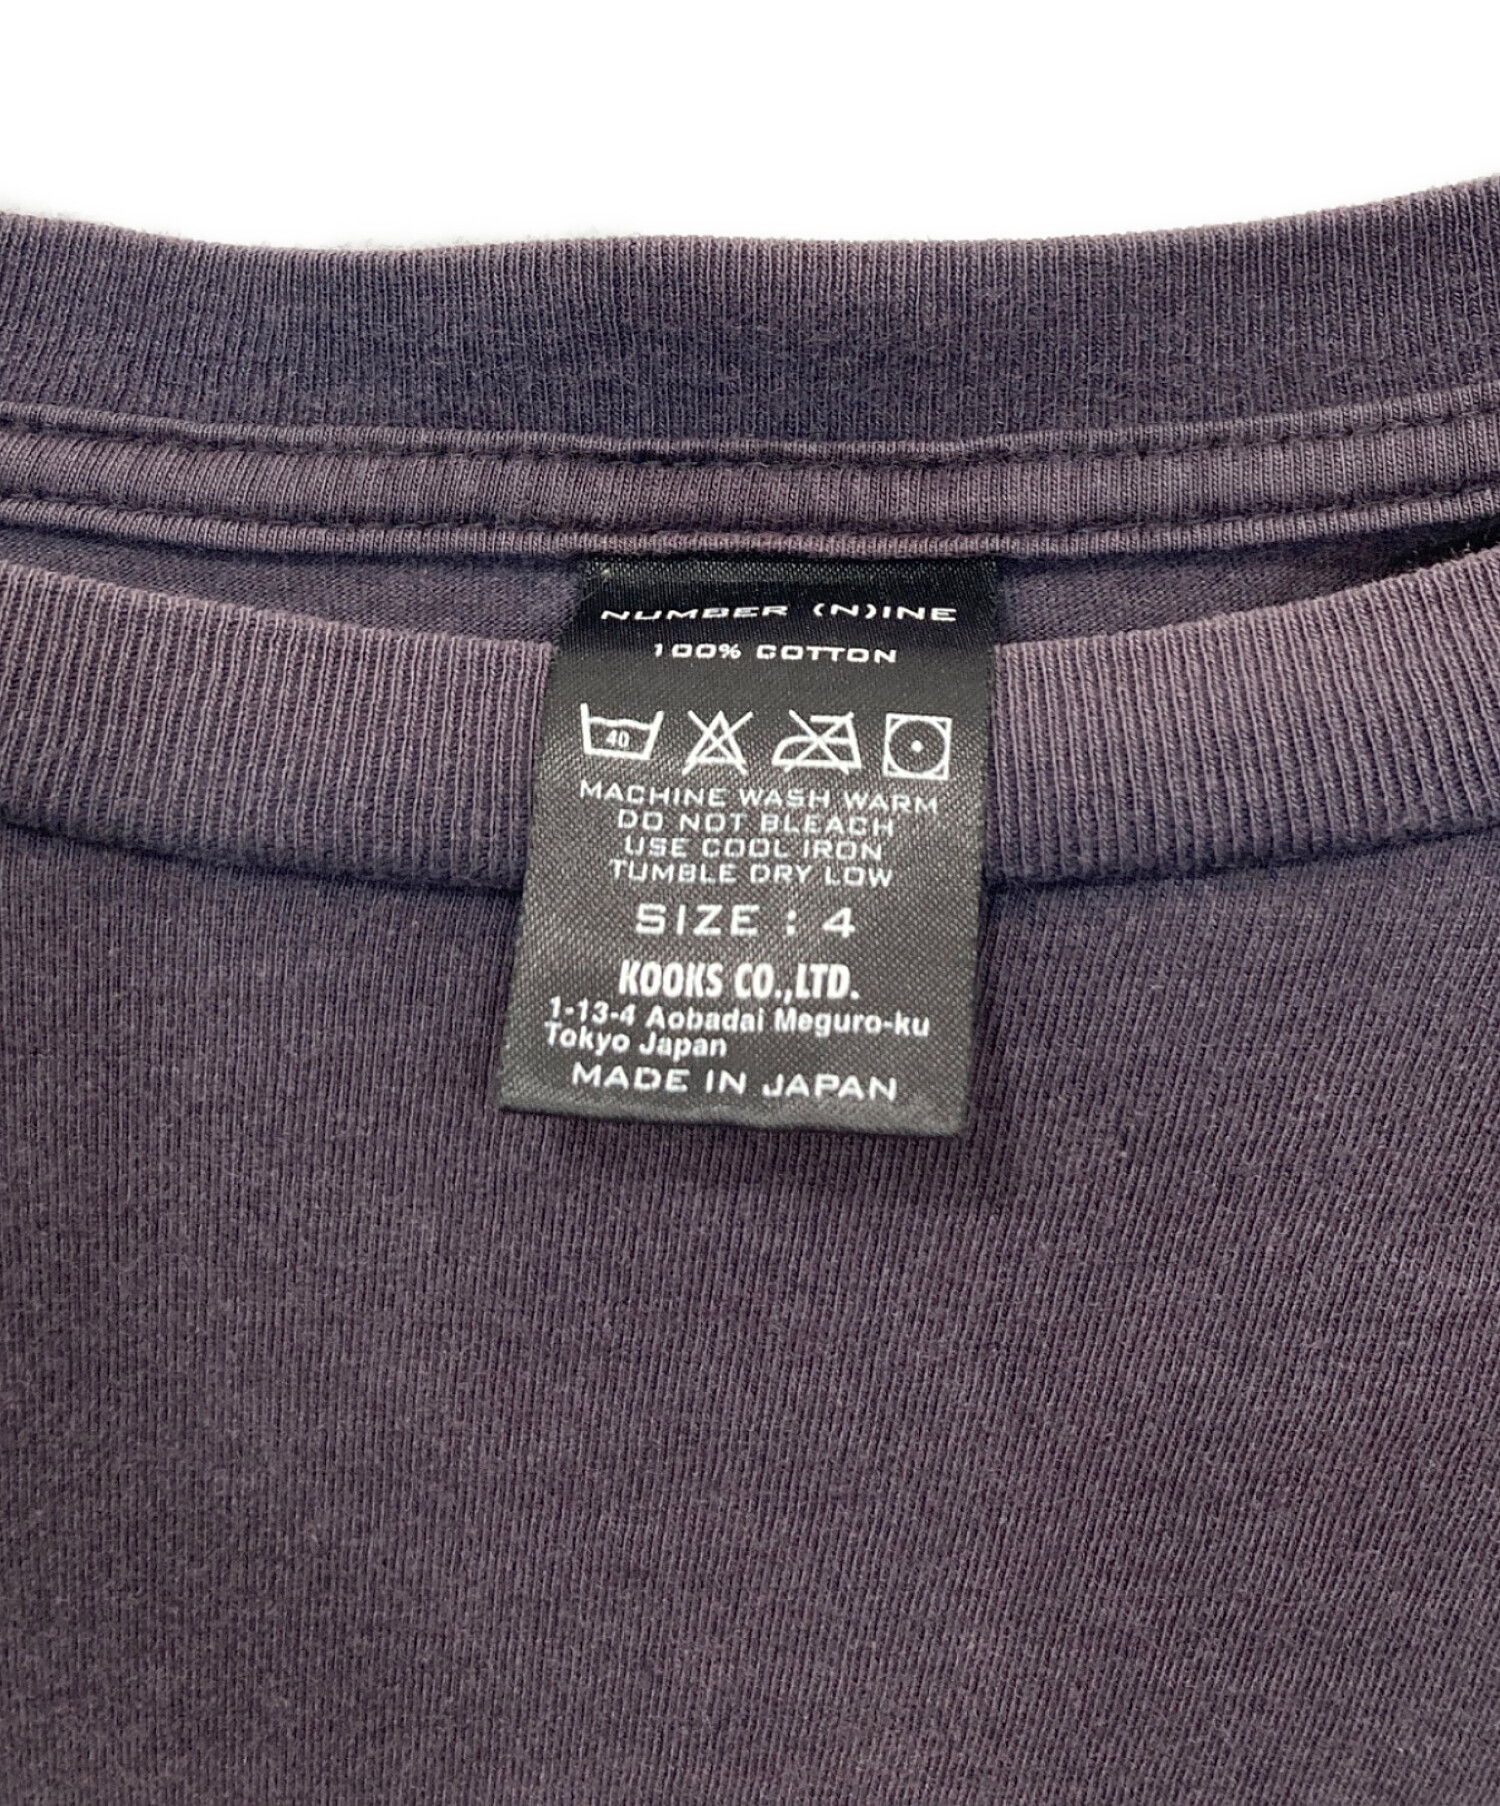 NUMBER (N)INE
100% COTTON
40
MACHINE WASH WARM
DO NOT BLEACH
USE COOL IRON
TUMBLE DRY LOW
SIZE : 4
KOOKS CO.,LTD.
1-13-4 Aobadai Meguro-ku
Tokyo Japan
MADE IN JAPAN